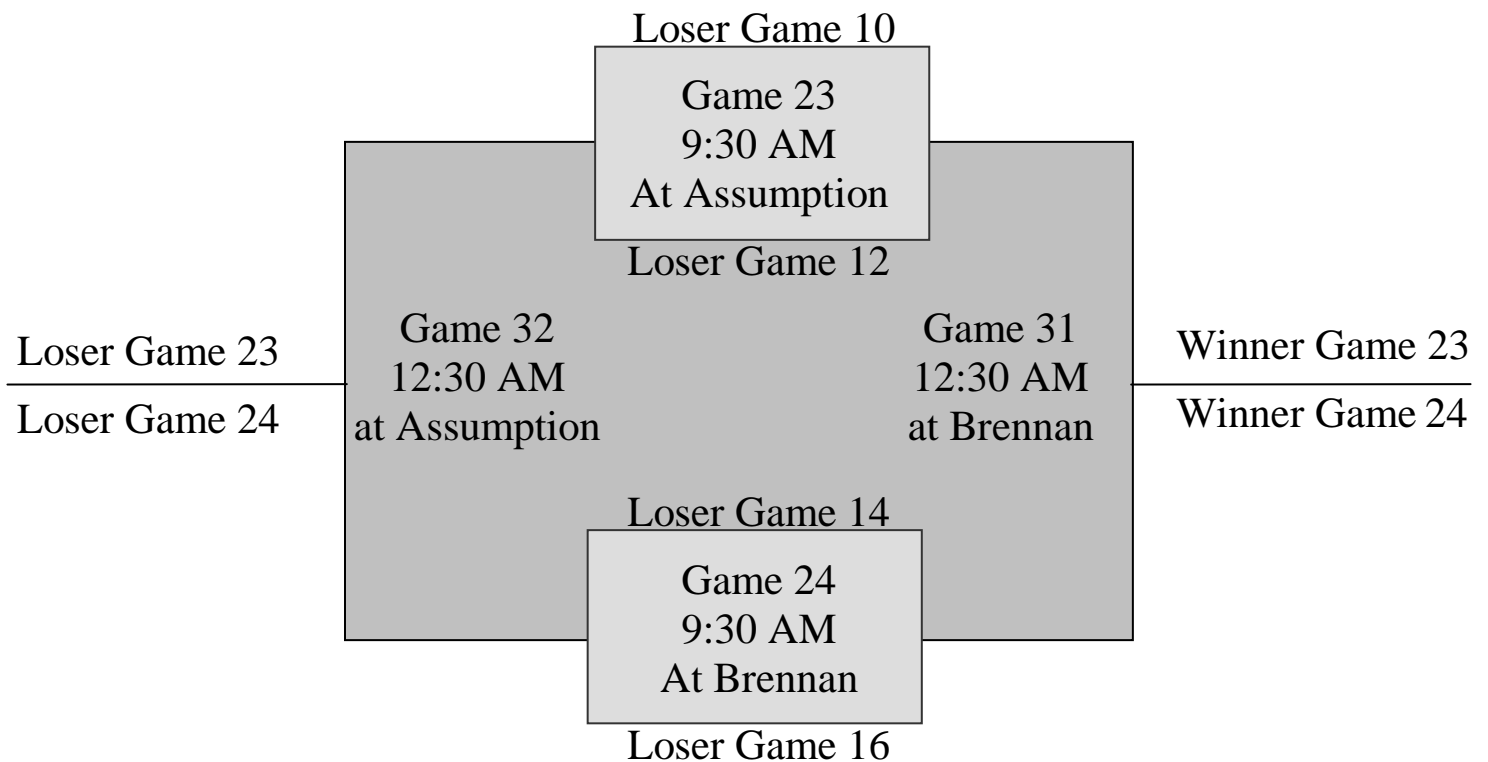 Loser Game 10
Game 23
9:30 AM
At Assumption
Loser Game 12
Loser Game 23
Loser Game 24
Game 32
12:30 AM
at Assumption
Game 31
12:30 AM
at Brennan
Winner Game 23
Winner Game 24
Loser Game 14
Game 24
9:30 AM
At Brennan
Loser Game 16